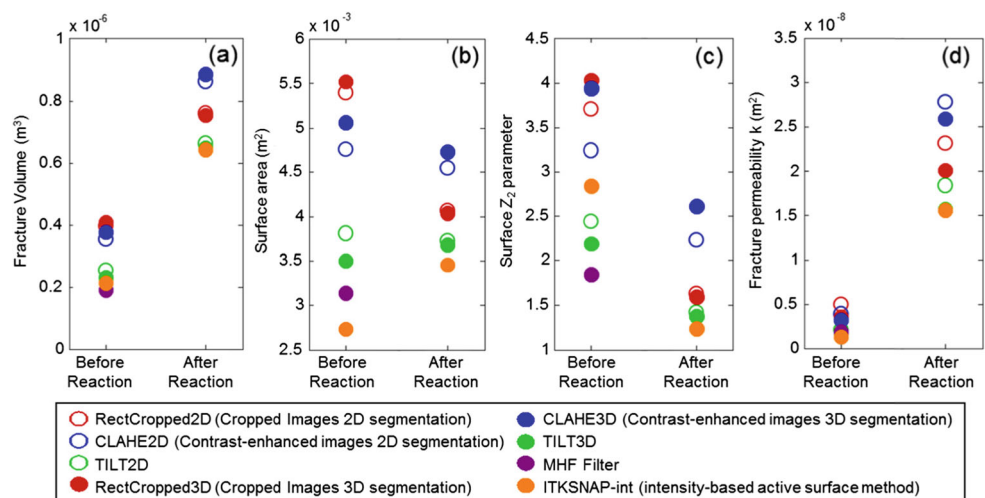 x 10-6
(a)
1
0.8
0.6
0.4
0.2
0
Fracture Volume (m3)
Before Reaction
After Reaction
x 10-3
(b)
6
5.5
5
4.5
4
3.5
3
2.5
Surface area (m2)
Before Reaction
After Reaction
(c)
4.5
4
3.5
3
2.5
2
1.5
1
Surface Z2 parameter
Before Reaction
After Reaction
x 10-8
(d)
3
2.5
2
1.5
1
0.5
0
Fracture permeability k (m2)
Before Reaction
After Reaction
RectCropped2D (Cropped Images 2D segmentation)
CLAHE2D (Contrast-enhanced images 2D segmentation)
TILT2D
RectCropped3D (Cropped Images 3D segmentation)
CLAHE3D (Contrast-enhanced images 3D segmentation)
TILT3D
MHF Filter
ITKSNAP-int (intensity-based active surface method)